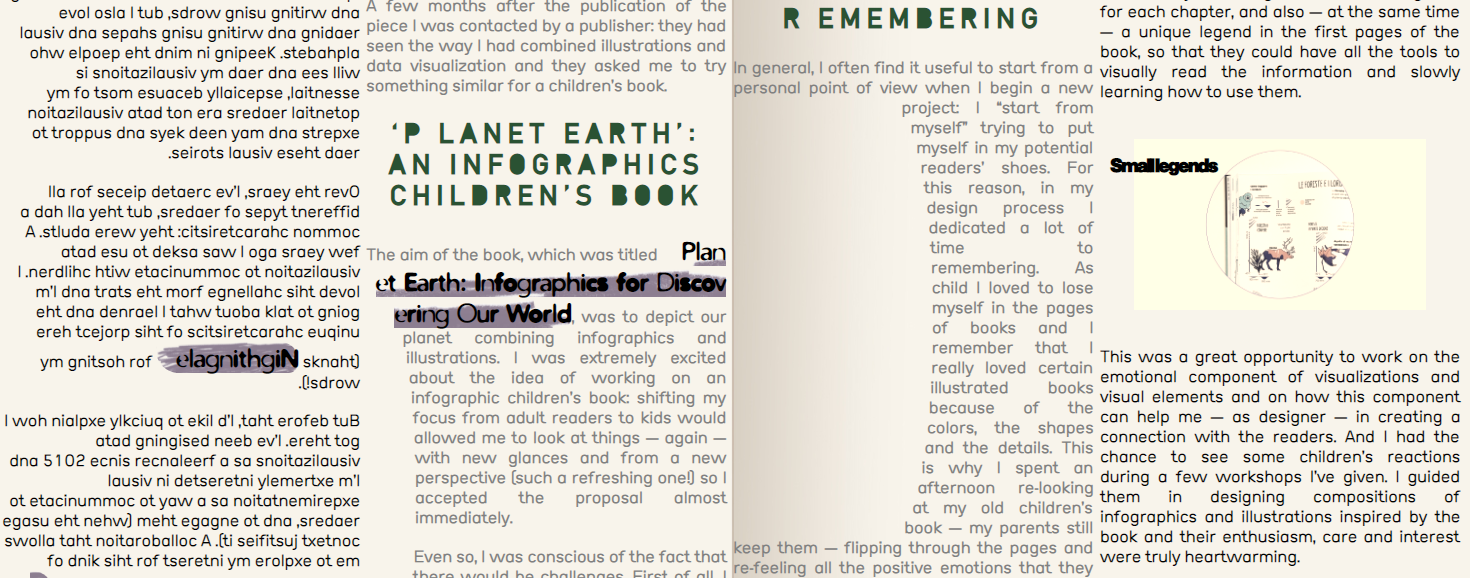 evol osla I tub ,sdrow gnisu gnitirw dna
lausiv dna sepahs gnisu gnitirw dna gnidaer
ohw elpoep eht dnim ni gnipeeK .stebahpla
si snoitazilausiv ym daer dna ees lliw
ym fo tsom esuaceb yllaicepse ,laitnesse
noitazilausiv atad ton era sredaer laitnetop
ot troppus dna syek deen yam dna strepxe
.seirots lausiv eseht daer
lla rof seceip detaerc ev'I ,sraey eht revO
a dah lla yeht tub ,sredaer fo sepyt tnereffid
A .stluda erew yeht :citsiretcarahc nommoc
atad esu ot deksa saw I oga sraey wef
I .nerdlihc htiw etacinummoc ot noitazilausiv
m'I dna trats eht morf egnellahc siht devol
eht dna denrael I tahw tuoba klat ot gniog
ereh tcejorp siht fo scitsiretcarahc euqinu
ym gnitsoh rof elagnithgiN sknaht(
.(!sdrow
I woh nialpxe ylkciuq ot ekil d'I ,taht erofeb tuB
atad gningised neeb ev'I .ereht tog
dna 5102 ecnis recnaleerf a sa snoitazilausiv
lausiv ni detseretni ylemertxe m'I
ot etacinummoc ot yaw a sa noitatnemirepxe
egasu eht nehw( meht egagne ot dna ,sredaer
swolla taht noitaroballoc A .(ti seifitsuj txetnoc
fo dnik siht rof tseretni ym erolpxe ot em
A few months after the publication of the
piece I was contacted by a publisher: they had
seen the way I had combined illustrations and
data visualization and they asked me to try
something similar for a children's book.
'P LANET EARTH':
AN INFOGRAPHICS
CHILDREN'S BOOK
The aim of the book, which was titled Plan
et Earth: Infographics for Discov
ering Our World, was to depict our
planet combining infographics and
illustrations. I was extremely excited
about the idea of working on an
infographic children's book: shifting my
focus from adult readers to kids would
allowed me to look at things — again —
with new glances and from a new
perspective (such a refreshing one!) so I
accepted the proposal almost
immediately.
Even so, I was conscious of the fact that
there would be challenges. First of all, I
R EMEMBERING
In general, I often find it useful to start from a
personal point of view when I begin a new
project: I “start from
myself” trying to put
myself in my potential
readers' shoes. For
this reason, in my
design process I
dedicated a lot of
time to
remembering. As
child I loved to lose
myself in the pages
of books and I
remember that I
really loved certain
illustrated books
because of the
colors, the shapes
and the details. This
is why I spent an
afternoon re-looking
at my old children's
book — my parents still
keep them — flipping through the pages and
re-feeling all the positive emotions that they
for each chapter, and also — at the same time
— a unique legend in the first pages of the
book, so that they could have all the tools to
visually read the information and slowly
learning how to use them.
Small legends
LE FORESTE E I LORO
This was a great opportunity to work on the
emotional component of visualizations and
visual elements and on how this component
can help me — as designer — in creating a
connection with the readers. And I had the
chance to see some children's reactions
during a few workshops I've given. I guided
them in designing compositions of
infographics and illustrations inspired by the
book and their enthusiasm, care and interest
were truly heartwarming.